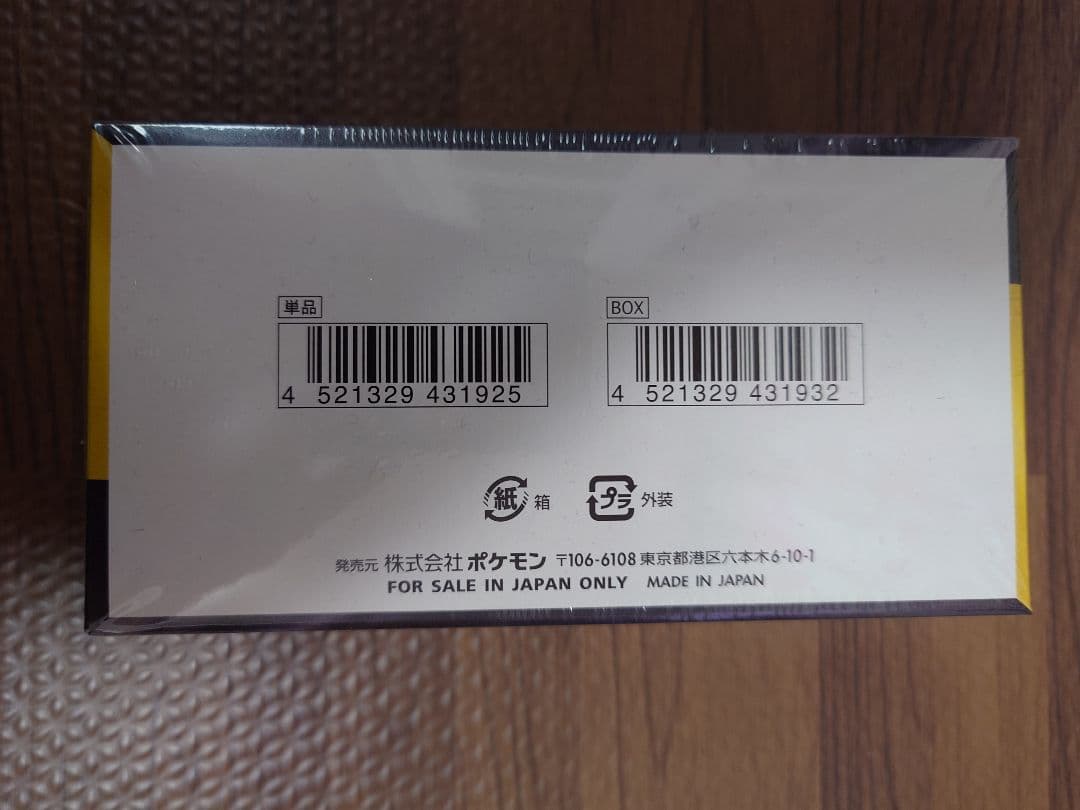 単品
BOX
4 521329 431925
4 521329 431932
紙 箱
プラ 外装
発売元 株式会社 ポケモン 〒106-6108 東京都港区六本木6-10-1
FOR SALE IN JAPAN ONLY MADE IN JAPAN